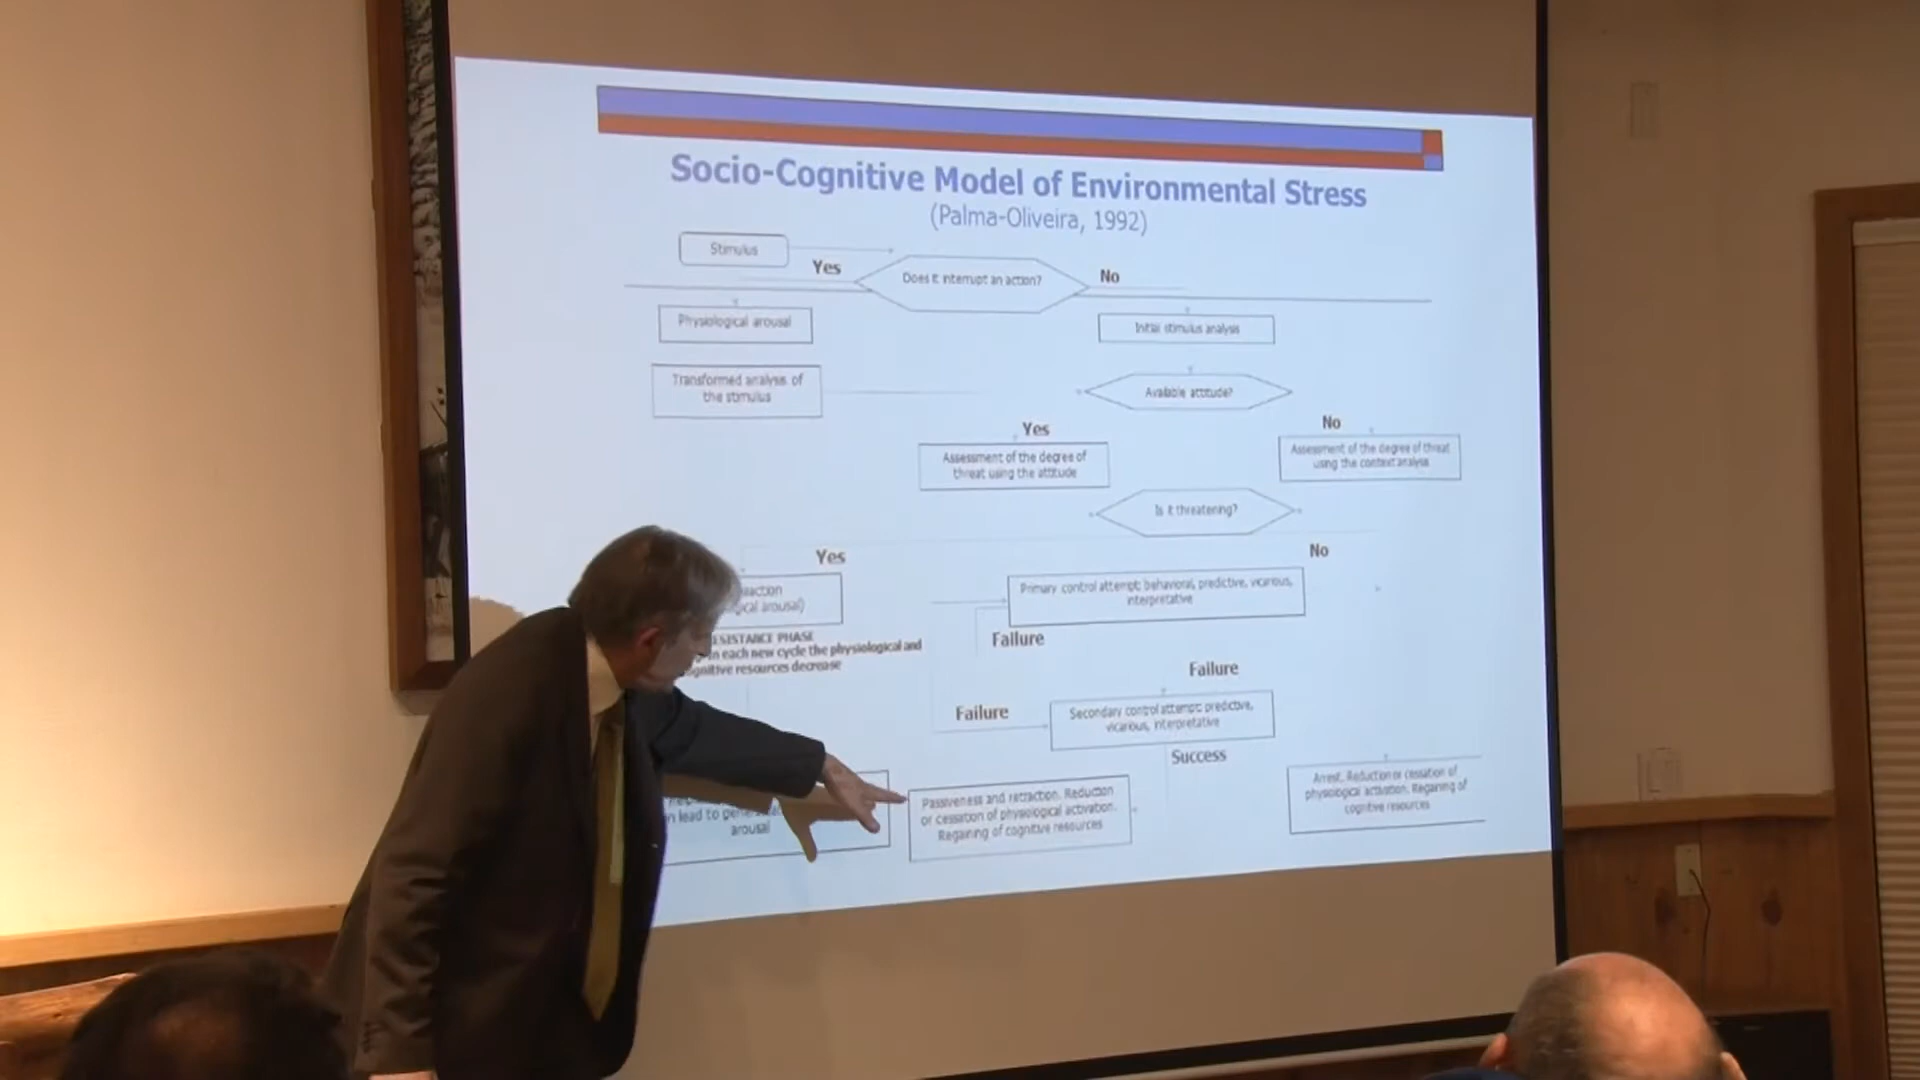 Socio-Cognitive Model of Environmental Stress
(Palma-Oliveira, 1992)
Stimulus
Yes
Does it interrupt an action?
No
Physiological arousal
Initial stimulus analysis
Transformed analysis of
the stimulus
Available attitude?
Yes
No
Assessment of the degree of
threat using the attitude
Assessment of the degree of threat
using the context analysis
Is it threatening?
Yes
No
Primary control attempt: behavioral, predictive, vicarious,
interpretative
arousal)
PHASE
in each new cycle the physiological and
resources decrease
Failure
Failure
Failure
Secondary control attempt: predictive,
vicarious, interpretative
Success
lead to
arousal
Passiveness and retraction. Reduction
or cessation of physiological activation.
Regaining of cognitive resources
Arrest. Reduction or cessation of
physiological activation. Regaining of
cognitive resources